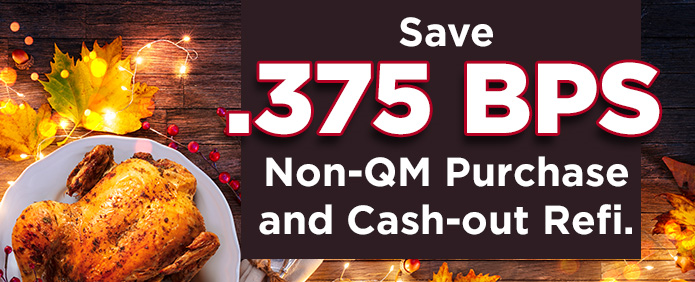 Save
.375 BPS
Non-QM Purchase
and Cash-out Refi.